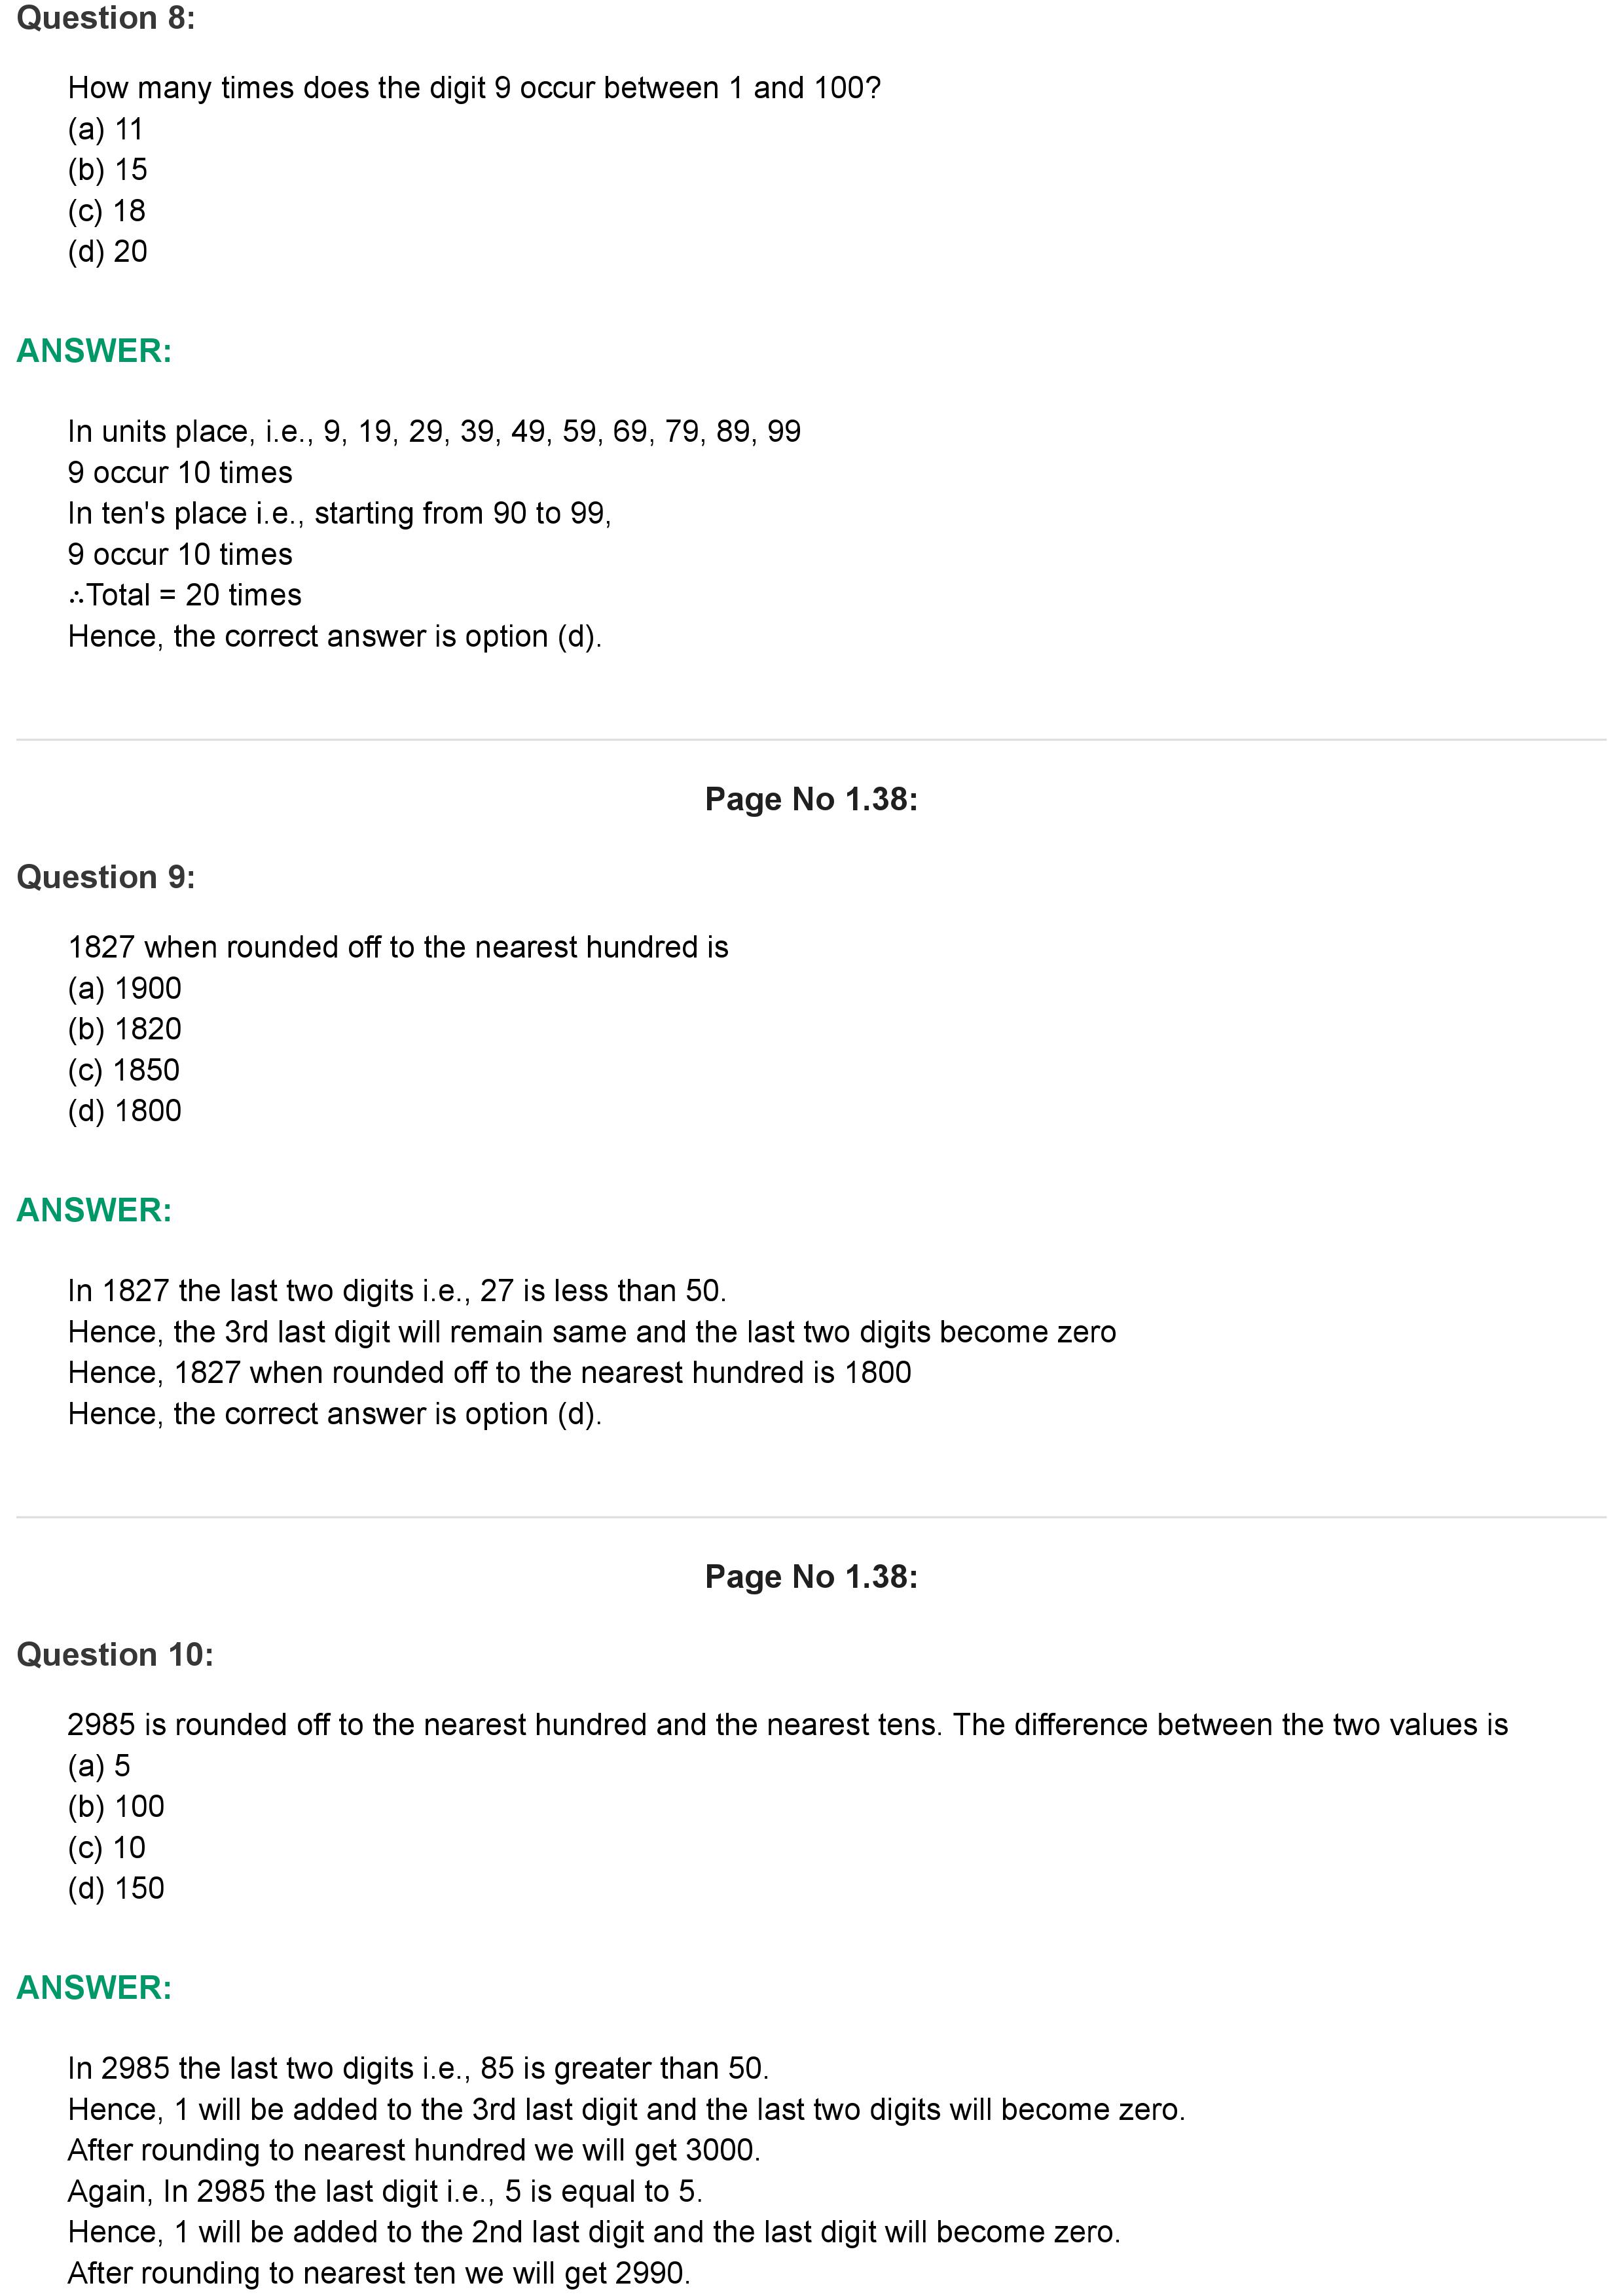 Question 8:
How many times does the digit 9 occur between 1 and 100?
(a) 11
(b) 15
(c) 18
(d) 20
ANSWER:
In units place, i.e., 9, 19, 29, 39, 49, 59, 69, 79, 89, 99
9 occur 10 times
In ten's place i.e., starting from 90 to 99,
9 occur 10 times
∴Total = 20 times
Hence, the correct answer is option (d).
Page No 1.38:
Question 9:
1827 when rounded off to the nearest hundred is
(a) 1900
(b) 1820
(c) 1850
(d) 1800
ANSWER:
In 1827 the last two digits i.e., 27 is less than 50.
Hence, the 3rd last digit will remain same and the last two digits become zero
Hence, 1827 when rounded off to the nearest hundred is 1800
Hence, the correct answer is option (d).
Page No 1.38:
Question 10:
2985 is rounded off to the nearest hundred and the nearest tens. The difference between the two values is
(a) 5
(b) 100
(c) 10
(d) 150
ANSWER:
In 2985 the last two digits i.e., 85 is greater than 50.
Hence, 1 will be added to the 3rd last digit and the last two digits will become zero.
After rounding to nearest hundred we will get 3000.
Again, In 2985 the last digit i.e., 5 is equal to 5.
Hence, 1 will be added to the 2nd last digit and the last digit will become zero.
After rounding to nearest ten we will get 2990.